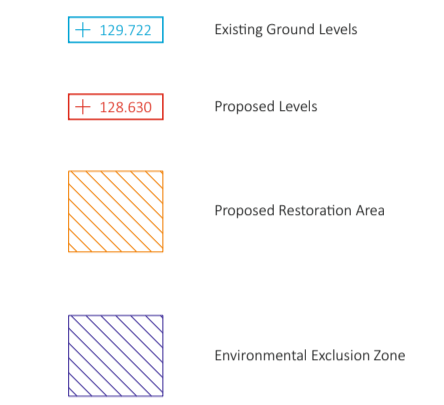 + 129.722 Existing Ground Levels
+ 128.630 Proposed Levels
Proposed Restoration Area
Environmental Exclusion Zone